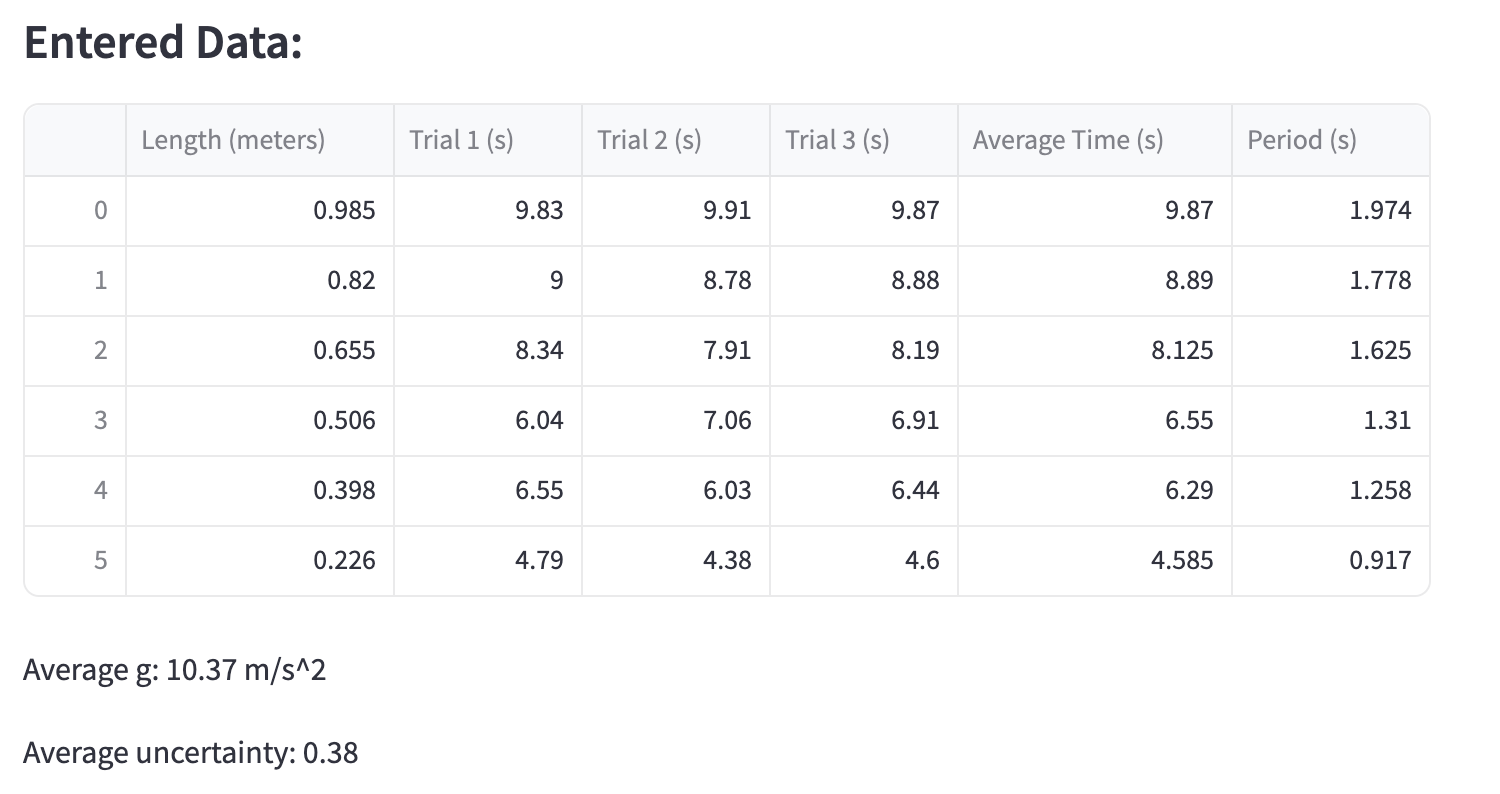 Entered Data:
Length (meters) Trial 1 (s) Trial 2 (s) Trial 3 (s) Average Time (s) Period (s)
0 0.985 9.83 9.91 9.87 9.87 1.974
1 0.82 9 8.78 8.88 8.89 1.778
2 0.655 8.34 7.91 8.19 8.125 1.625
3 0.506 6.04 7.06 6.91 6.55 1.31
4 0.398 6.55 6.03 6.44 6.29 1.258
5 0.226 4.79 4.38 4.6 4.585 0.917
Average g: 10.37 m/s^2
Average uncertainty: 0.38